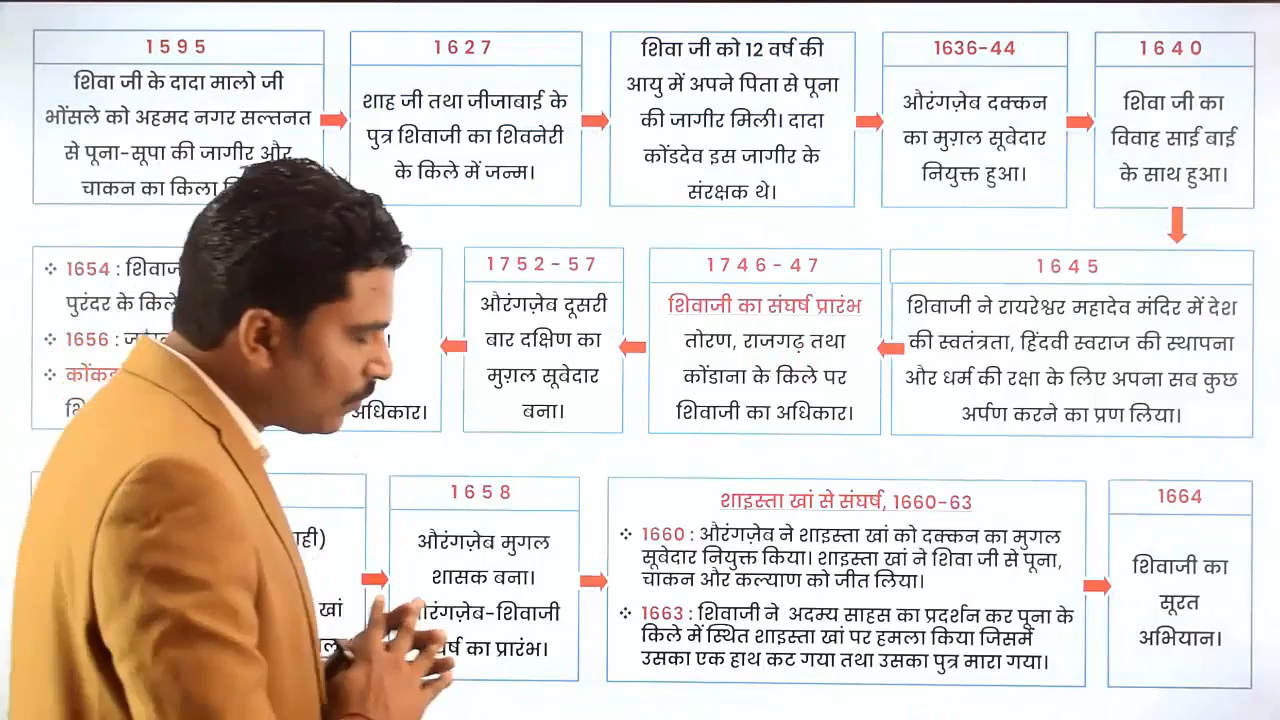 1595
शिवा जी के दादा मालो जी
भोंसले को अहमद नगर सल्तनत
से पूना-सूपा की जागीर और
चाकन का किला
1627
शाह जी तथा जीजाबाई के
पुत्र शिवाजी का शिवनेरी
के किले में जन्म।
शिवा जी को 12 वर्ष की
आयु में अपने पिता से पूना
की जागीर मिली। दादा
कोंडदेव इस जागीर के
संरक्षक थे।
1636-44
औरंगज़ेब दक्कन
का मुग़ल सूबेदार
नियुक्त हुआ।
1640
शिवा जी का
विवाह साई बाई
के साथ हुआ।
1645
शिवाजी ने रायरेश्वर महादेव मंदिर में देश
की स्वतंत्रता, हिंदवी स्वराज की स्थापना
और धर्म की रक्षा के लिए अपना सब कुछ
अर्पण करने का प्रण लिया।
1746-47
शिवाजी का संघर्ष प्रारंभ
तोरण, राजगढ़ तथा
कोंडाना के किले पर
शिवाजी का अधिकार।
1752-57
औरंगज़ेब दूसरी
बार दक्षिण का
मुग़ल सूबेदार
बना।
❖ 1654 :
पुरंदर के किले
❖ 1656 :
❖
अधिकार।
खां
1658
औरंगज़ेब मुगल
शासक बना।
औरंगज़ेब-शिवाजी
का प्रारंभ।
शाइस्ता खां से संघर्ष, 1660-63
❖ 1660 : औरंगज़ेब ने शाइस्ता खां को दक्कन का मुगल
सूबेदार नियुक्त किया। शाइस्ता खां ने शिवा जी से पूना,
चाकन और कल्याण को जीत लिया।
❖ 1663 : शिवाजी ने अदम्य साहस का प्रदर्शन कर पूना के
किले में स्थित शाइस्ता खां पर हमला किया जिसमें
उसका एक हाथ कट गया तथा उसका पुत्र मारा गया।
1664
शिवाजी का
सूरत
अभियान।